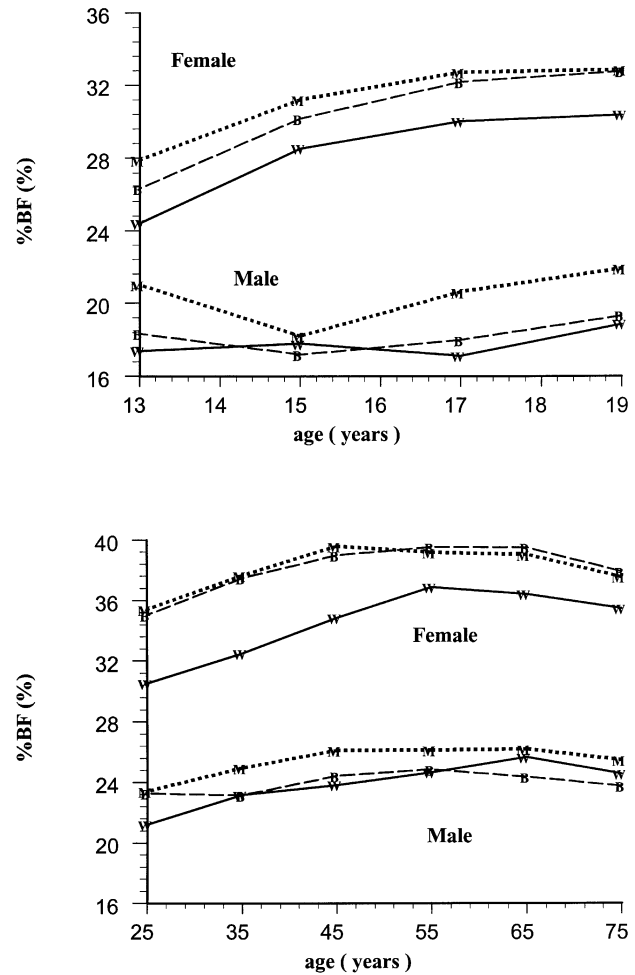 36
Female
32
28
%BF (%)
24
Male
20
16
13 14 15 16 17 18 19
age ( years )
M M M M
B B B B
W W W W
M M M M
B B B B
W W W W
40
36
Female
32
%BF (%)
28
24
20
Male
16
25 35 45 55 65 75
age ( years )
M M M M M M
B B B B B B
W W W W W W
M M M M M M
B B B B B B
W W W W W W